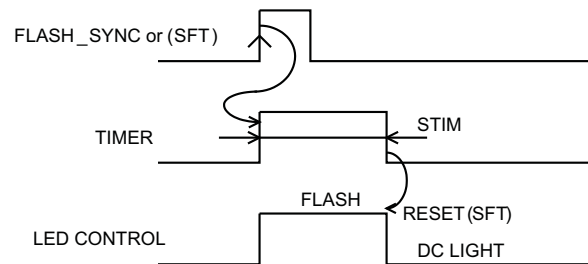 FLASH_SYNC or (SFT)
TIMER
STIM
FLASH
RESET(SFT)
LED CONTROL
DC LIGHT